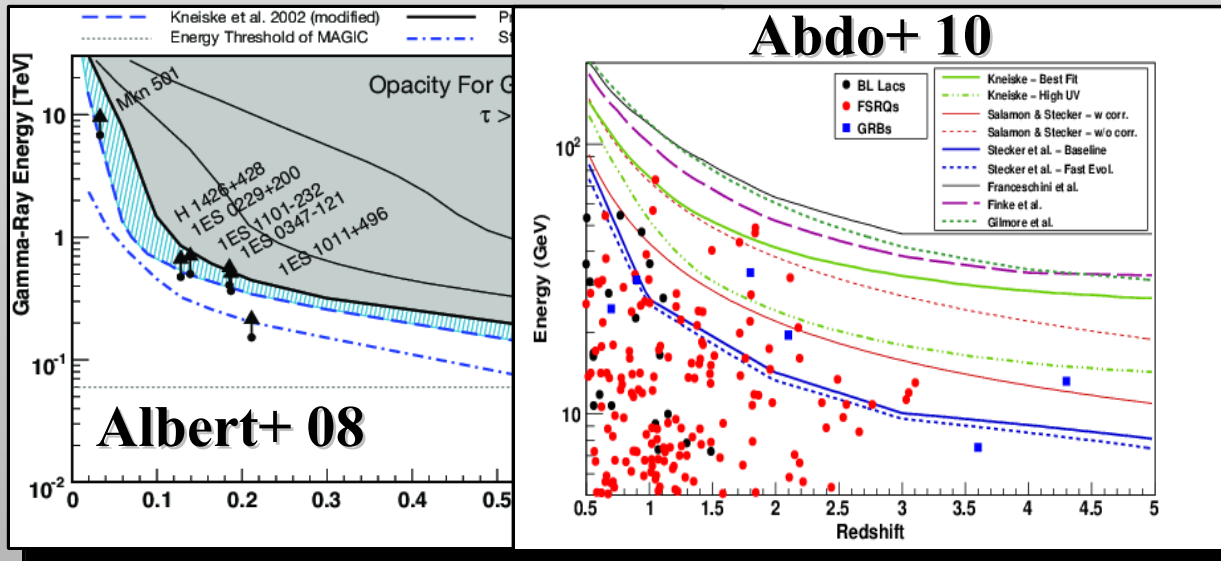 Kneiske et al. 2002 (modified)
Energy Threshold of MAGIC
Gamma-Ray Energy [TeV]
10
1
10-1
10-2
0
0.1
0.2
0.3
0.4
0.5
Mkn 501
H 1426+428
1ES 0229+200
1ES 1101-232
1ES 0347-121
1ES 1011+496
Opacity For G
τ >
Albert+ 08
Abdo+ 10
BL Lacs
FSRQs
GRBs
Kneiske – Best Fit
Kneiske – High UV
Salamon & Stecker – w corr.
Salamon & Stecker – w/o corr.
Stecker et al. – Baseline
Stecker et al. – Fast Evol.
Franceschini et al.
Finke et al.
Gilmore et al.
Energy (GeV)
102
10
0.5
1
1.5
2
2.5
3
3.5
4
4.5
5
Redshift